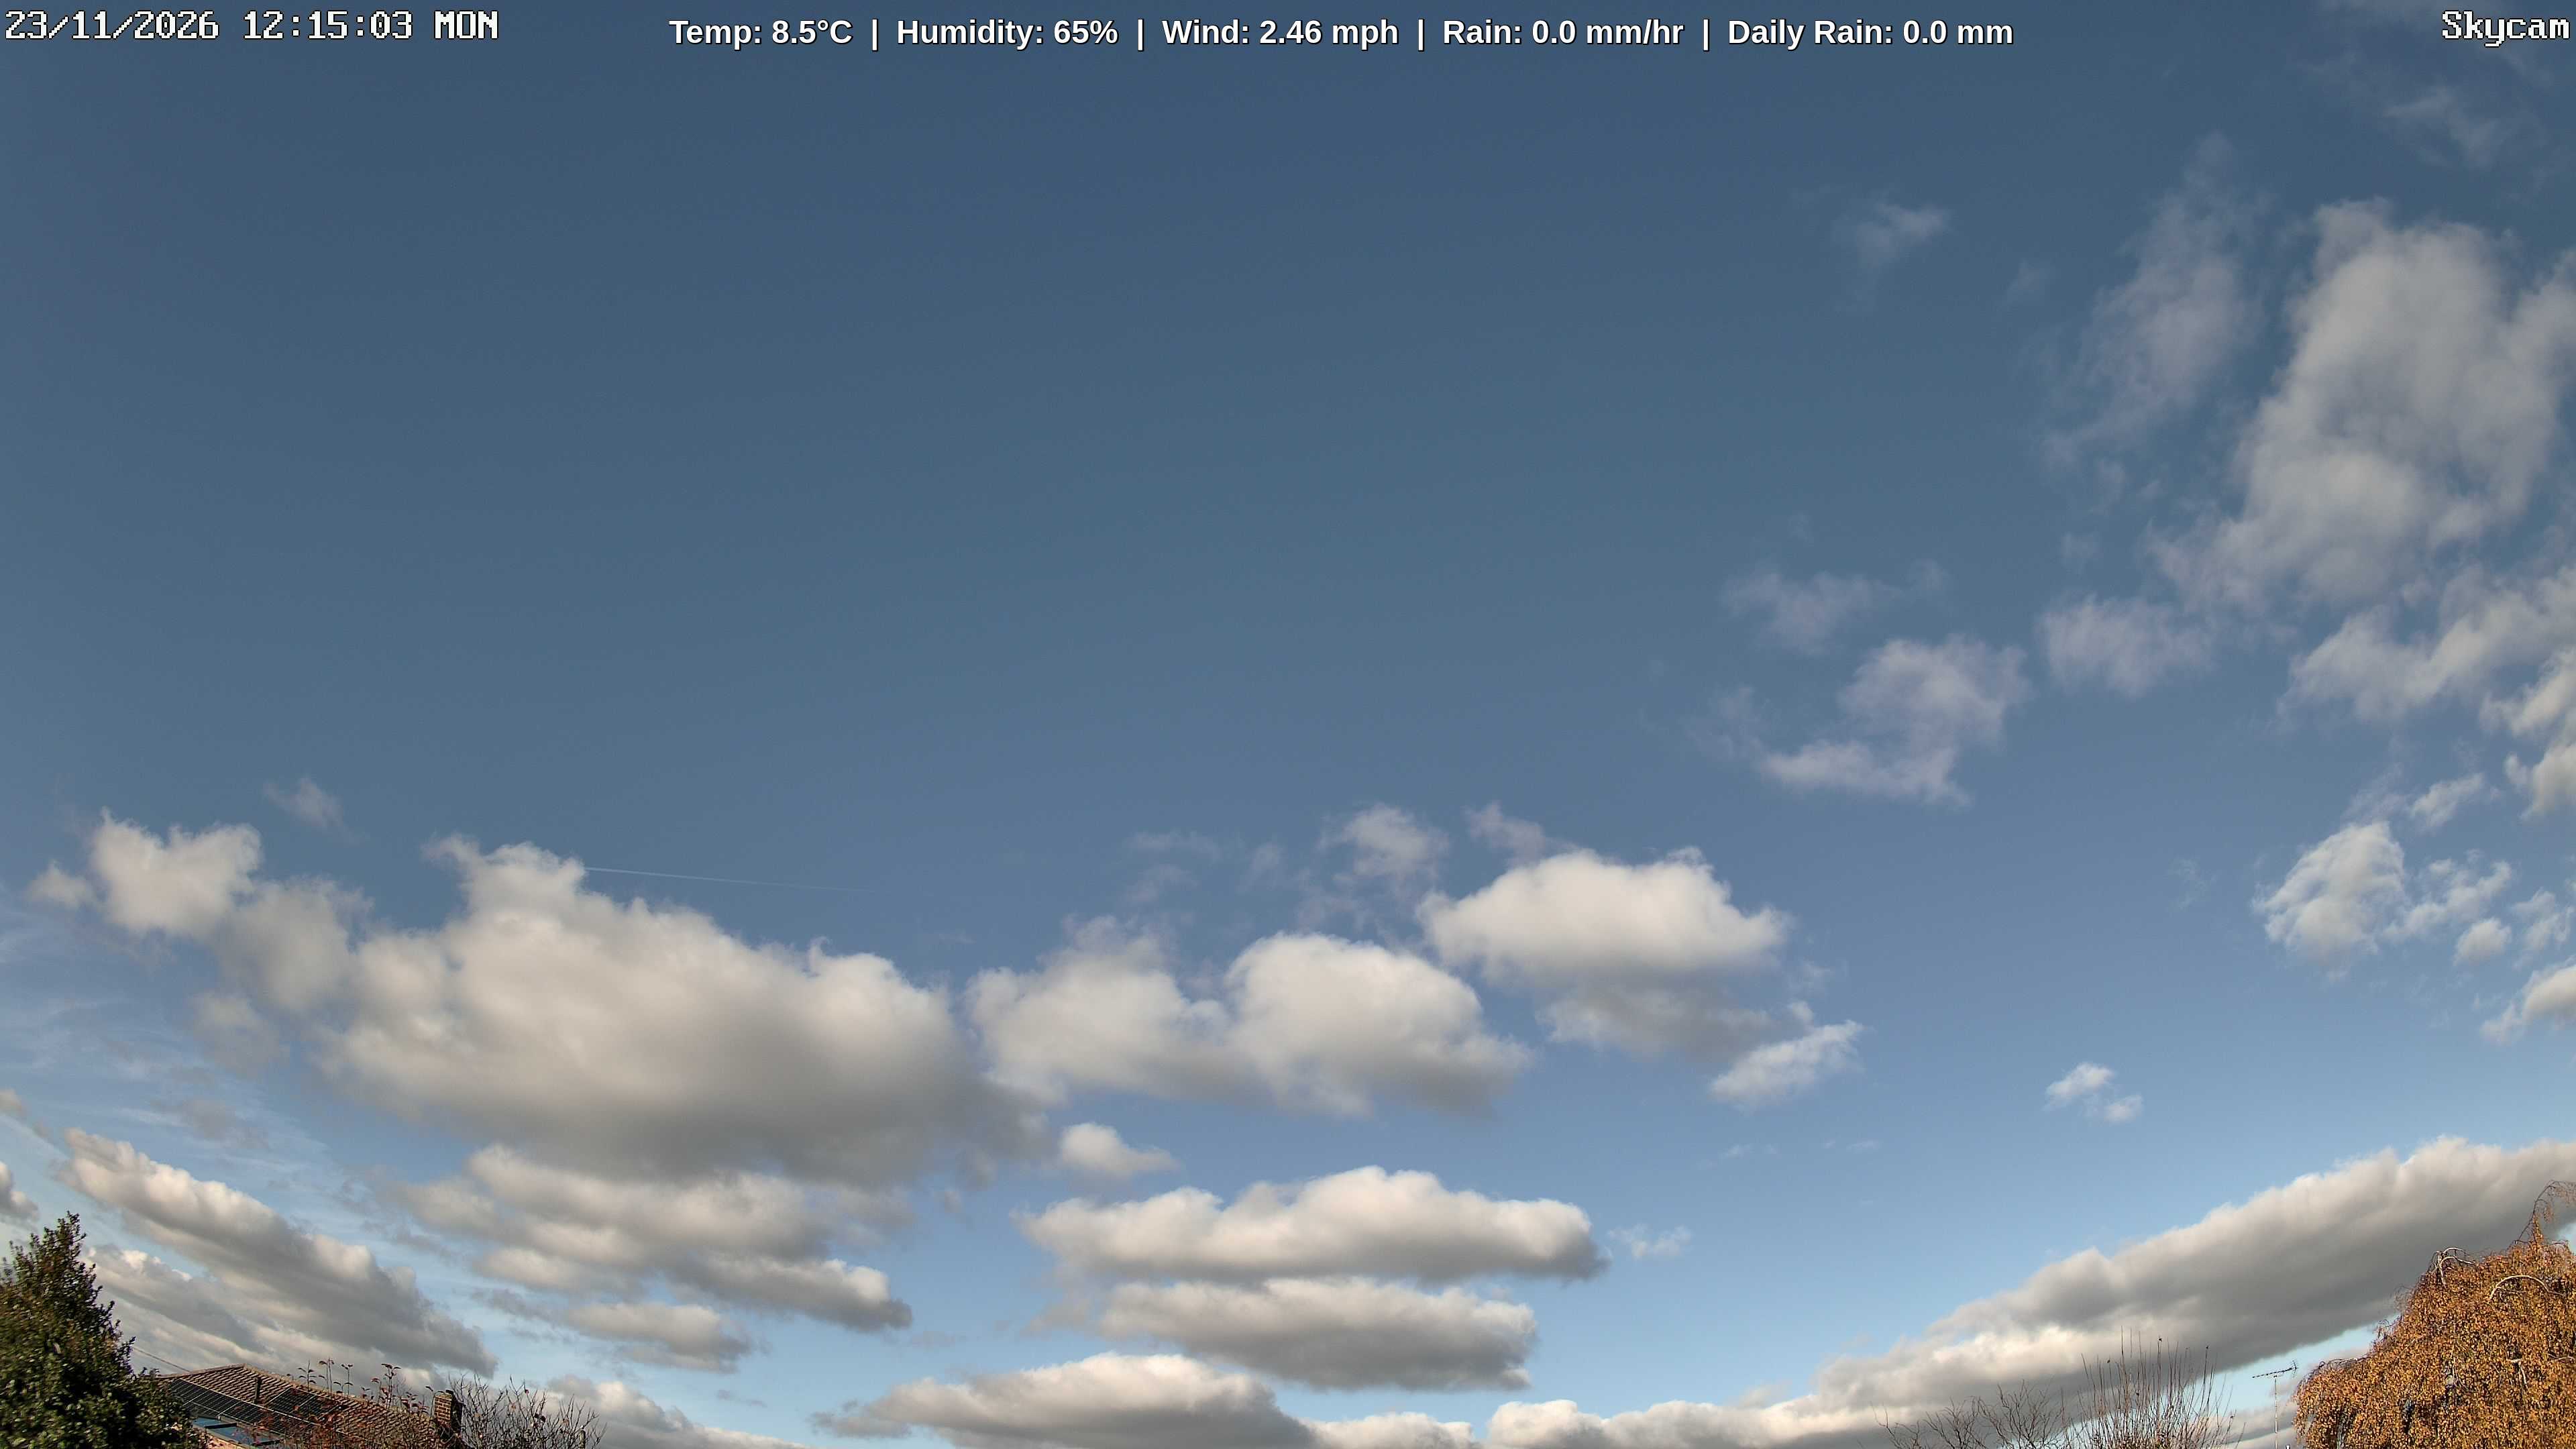 23/11/2026 12:15:03 MON
Temp: 8.5°C | Humidity: 65% | Wind: 2.46 mph | Rain: 0.0 mm/hr | Daily Rain: 0.0 mm
Skycam